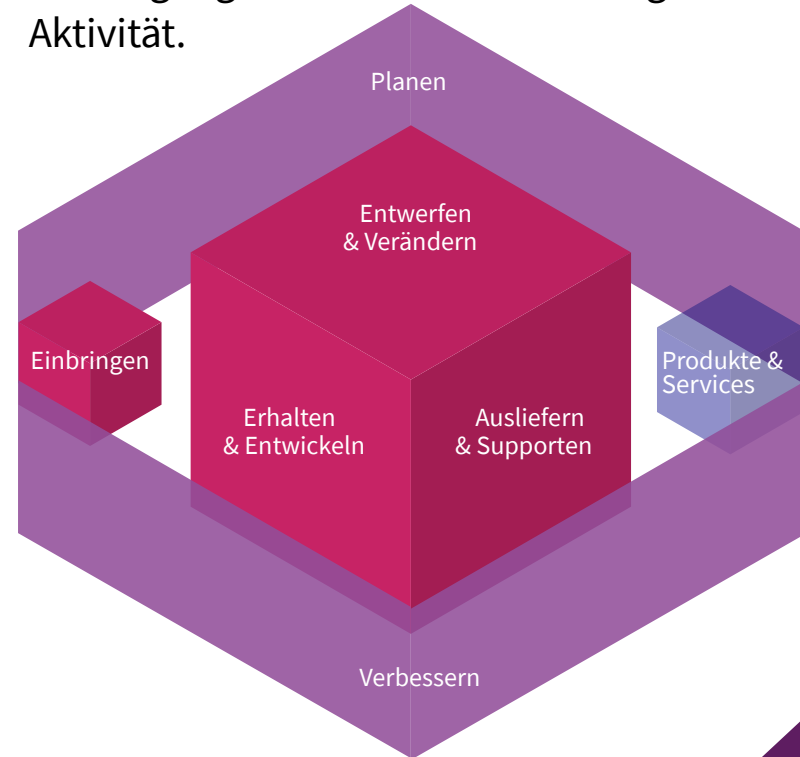 Aktivität.
Planen
Entwerfen
& Verändern
Einbringen
Produkte &
Services
Erhalten
& Entwickeln
Ausliefern
& Supporten
Verbessern